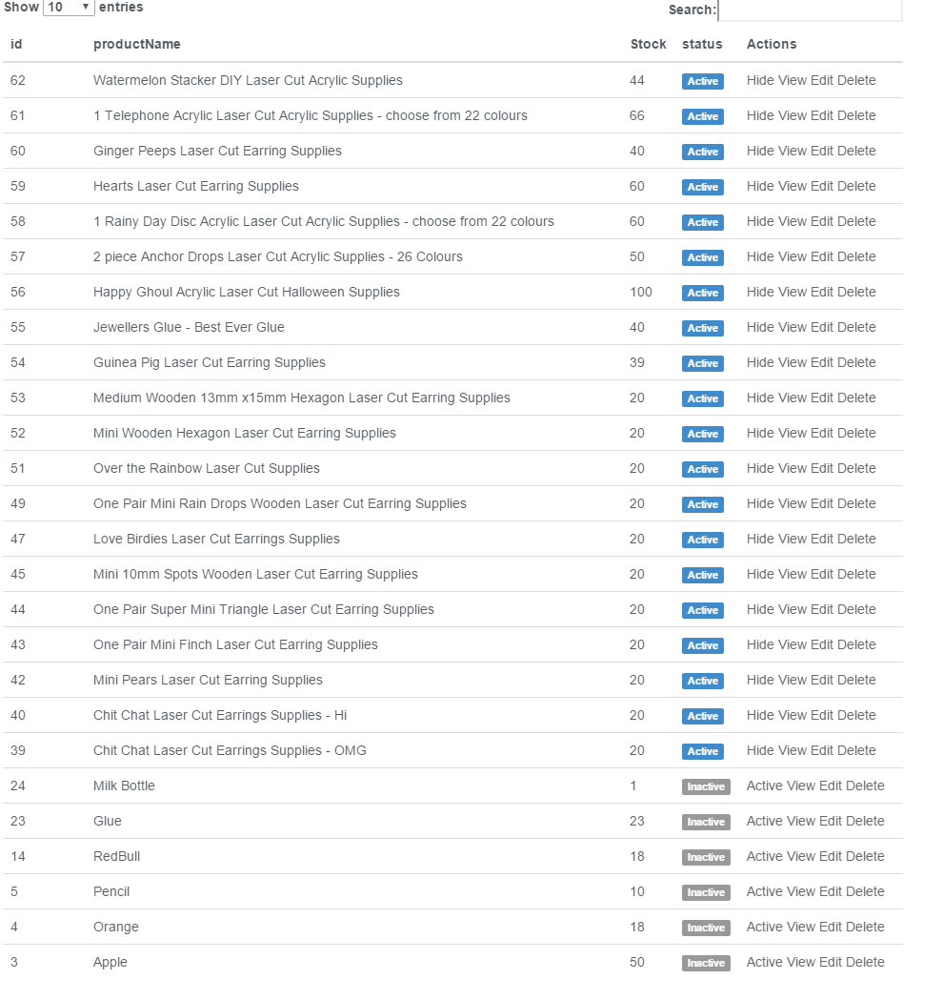 Show 10 entries Search:
id productName Stock status Actions
62 Watermelon Stacker DIY Laser Cut Acrylic Supplies 44 Active Hide View Edit Delete
61 1 Telephone Acrylic Laser Cut Acrylic Supplies - choose from 22 colours 66 Active Hide View Edit Delete
60 Ginger Peeps Laser Cut Earring Supplies 40 Active Hide View Edit Delete
59 Hearts Laser Cut Earring Supplies 60 Active Hide View Edit Delete
58 1 Rainy Day Disc Acrylic Laser Cut Acrylic Supplies - choose from 22 colours 60 Active Hide View Edit Delete
57 2 piece Anchor Drops Laser Cut Acrylic Supplies - 26 Colours 50 Active Hide View Edit Delete
56 Happy Ghoul Acrylic Laser Cut Halloween Supplies 100 Active Hide View Edit Delete
55 Jewellers Glue - Best Ever Glue 40 Active Hide View Edit Delete
54 Guinea Pig Laser Cut Earring Supplies 39 Active Hide View Edit Delete
53 Medium Wooden 13mm x15mm Hexagon Laser Cut Earring Supplies 20 Active Hide View Edit Delete
52 Mini Wooden Hexagon Laser Cut Earring Supplies 20 Active Hide View Edit Delete
51 Over the Rainbow Laser Cut Supplies 20 Active Hide View Edit Delete
49 One Pair Mini Rain Drops Wooden Laser Cut Earring Supplies 20 Active Hide View Edit Delete
47 Love Birdies Laser Cut Earrings Supplies 20 Active Hide View Edit Delete
45 Mini 10mm Spots Wooden Laser Cut Earring Supplies 20 Active Hide View Edit Delete
44 One Pair Super Mini Triangle Laser Cut Earring Supplies 20 Active Hide View Edit Delete
43 One Pair Mini Finch Laser Cut Earring Supplies 20 Active Hide View Edit Delete
42 Mini Pears Laser Cut Earring Supplies 20 Active Hide View Edit Delete
40 Chit Chat Laser Cut Earrings Supplies - Hi 20 Active Hide View Edit Delete
39 Chit Chat Laser Cut Earrings Supplies - OMG 20 Active Hide View Edit Delete
24 Milk Bottle 1 Inactive Active View Edit Delete
23 Glue 23 Inactive Active View Edit Delete
14 RedBull 18 Inactive Active View Edit Delete
5 Pencil 10 Inactive Active View Edit Delete
4 Orange 18 Inactive Active View Edit Delete
3 Apple 50 Inactive Active View Edit Delete